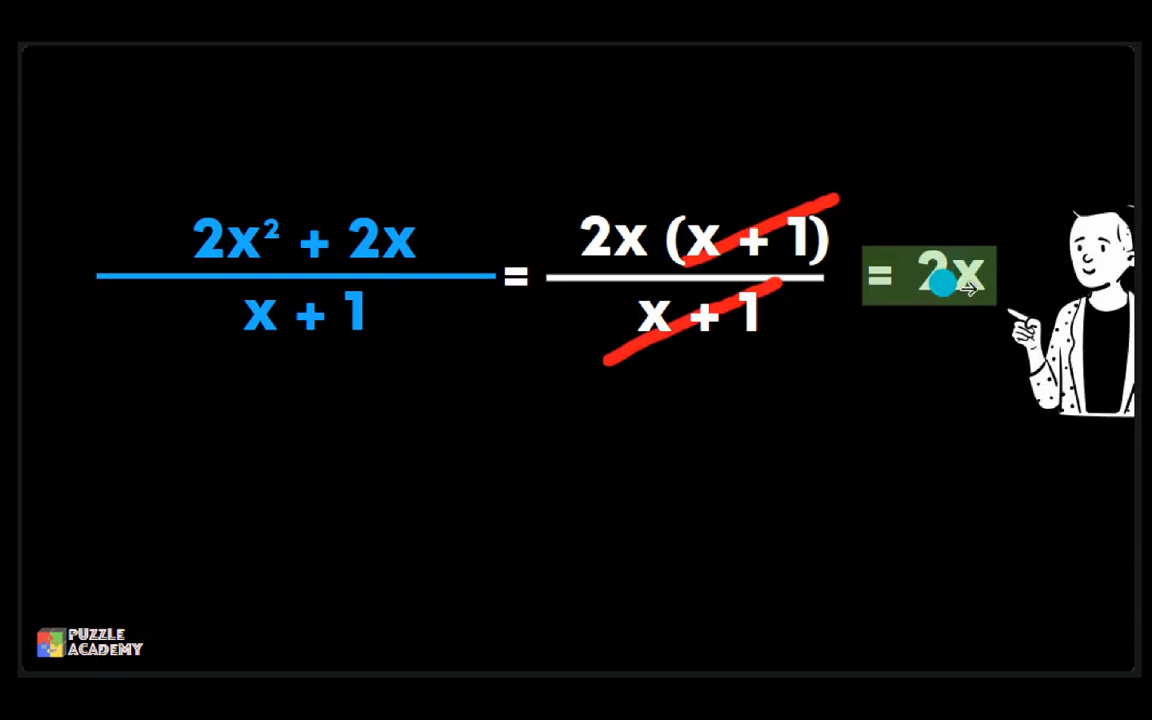 2x² + 2x
x + 1
=
2x (x + 1)
x + 1
= 2x
PUZZLE
ACADEMY